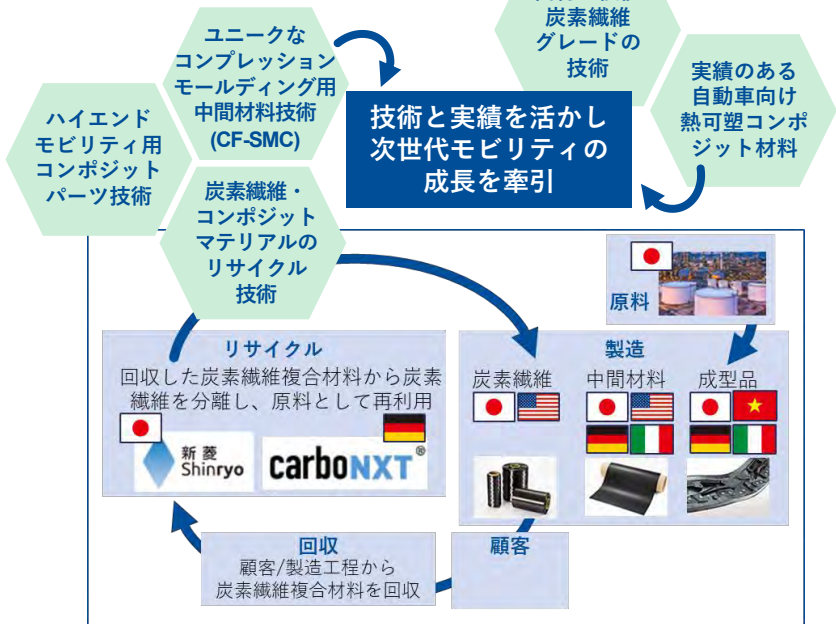 ユニークな
コンプレッション
モールディング用
中間材料技術
(CF-SMC)
炭素繊維
グレードの
技術
実績のある
自動車向け
熱可塑コンポ
ジット材料
ハイエンド
モビリティ用
コンポジット
パーツ技術
技術と実績を活かし
次世代モビリティの
成長を牽引
炭素繊維・
コンポジット
マテリアルの
リサイクル
技術
原料
リサイクル
回収した炭素繊維複合材料から炭素
繊維を分離し、原料として再利用
新菱
Shinryo
carboNXT®
製造
炭素繊維
中間材料
成型品
回収
顧客/製造工程から
炭素繊維複合材料を回収
顧客